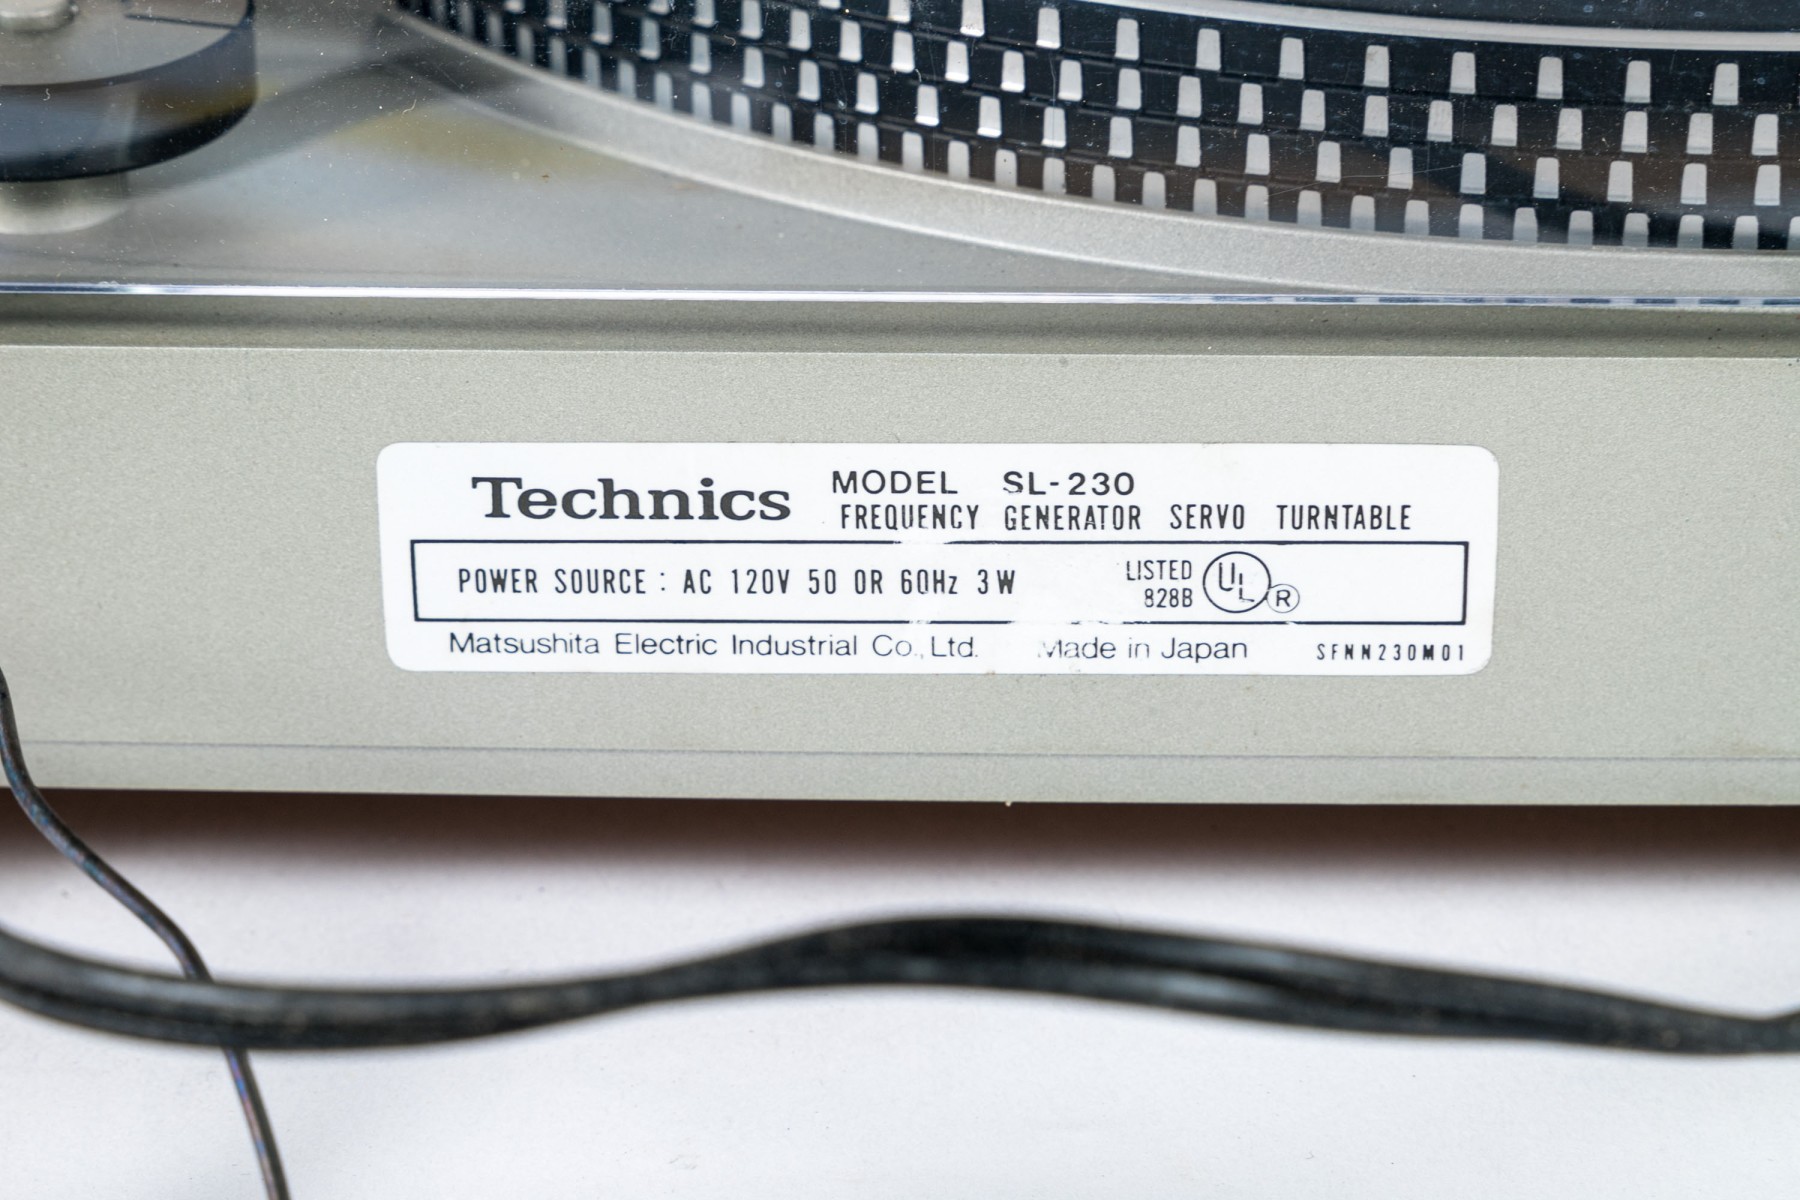 Technics MODEL SL-230
FREQUENCY GENERATOR SERVO TURNTABLE
POWER SOURCE : AC 120V 50 OR 60Hz 3W
LISTED
828B
UL ®
Matsushita Electric Industrial Co., Ltd. Made in Japan SFNN230M01